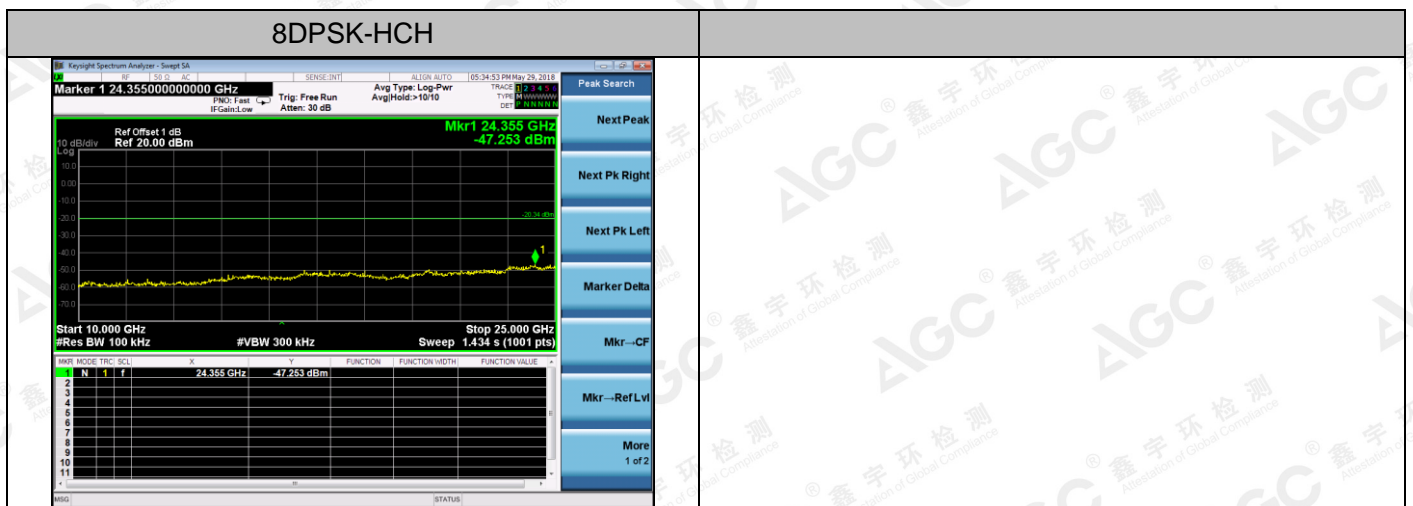 8DPSK-HCH
Keysight Spectrum Analyzer - Swept SA
RF 50 Ω AC SENSE:INT ALIGN AUTO 05:34:53 PM May 29, 2018
Marker 1 24.355000000000 GHz
PNO: Fast
IFGain:Low
Trig: Free Run
Atten: 30 dB
Avg Type: Log-Pwr
Avg|Hold:>10/10
TRACE 1 2 3 4 5 6
TYPE M W W W W W
DET P N N N N N
Peak Search
Mkr1 24.355 GHz
-47.253 dBm
Ref Offset 1 dB
10 dB/div Ref 20.00 dBm
Log
10.0
0.00
-10.0
-20.0
-20.34 dBm
-30.0
-40.0
1
-50.0
-60.0
-70.0
Start 10.000 GHz Stop 25.000 GHz
#Res BW 100 kHz #VBW 300 kHz Sweep 1.434 s (1001 pts)
MKR MODE TRC SCL X Y FUNCTION FUNCTION WIDTH FUNCTION VALUE
1 N 1 f 24.355 GHz -47.253 dBm
2
3
4
5
6
7
8
9
10
11
MSG STATUS
Next Peak
Next Pk Right
Next Pk Left
Marker Delta
Mkr→CF
Mkr→Ref Lvl
More
1 of 2
AGC
® 鑫宇环检测
Attestation of Global Compliance